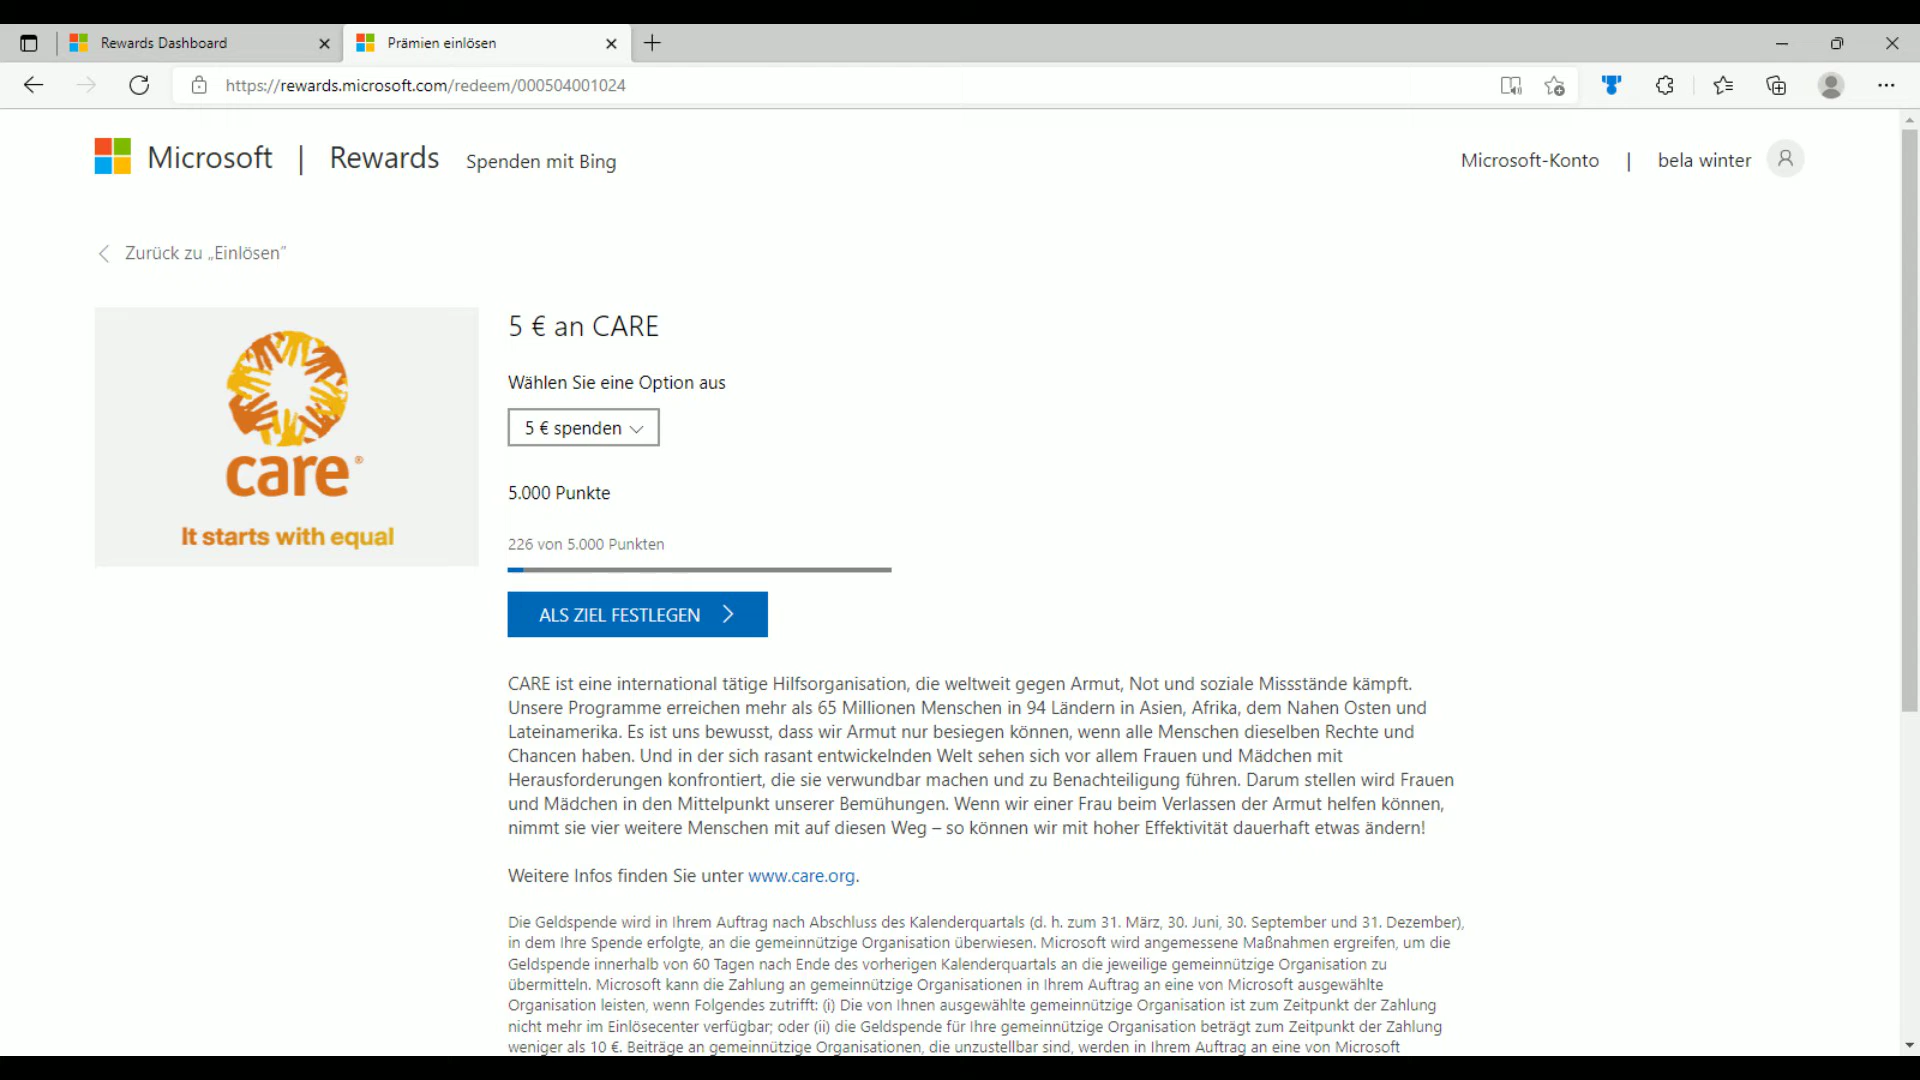 Rewards Dashboard
Prämien einlösen
https://rewards.microsoft.com/redeem/000504001024
Microsoft | Rewards Spenden mit Bing
Microsoft-Konto | bela winter
Zurück zu „Einlösen"
care®
It starts with equal
5 € an CARE
Wählen Sie eine Option aus
5 € spenden
5.000 Punkte
226 von 5.000 Punkten
ALS ZIEL FESTLEGEN
CARE ist eine international tätige Hilfsorganisation, die weltweit gegen Armut, Not und soziale Missstände kämpft.
Unsere Programme erreichen mehr als 65 Millionen Menschen in 94 Ländern in Asien, Afrika, dem Nahen Osten und
Lateinamerika. Es ist uns bewusst, dass wir Armut nur besiegen können, wenn alle Menschen dieselben Rechte und
Chancen haben. Und in der sich rasant entwickelnden Welt sehen sich vor allem Frauen und Mädchen mit
Herausforderungen konfrontiert, die sie verwundbar machen und zu Benachteiligung führen. Darum stellen wird Frauen
und Mädchen in den Mittelpunkt unserer Bemühungen. Wenn wir einer Frau beim Verlassen der Armut helfen können,
nimmt sie vier weitere Menschen mit auf diesen Weg – so können wir mit hoher Effektivität dauerhaft etwas ändern!
Weitere Infos finden Sie unter www.care.org.
Die Geldspende wird in Ihrem Auftrag nach Abschluss des Kalenderquartals (d. h. zum 31. März, 30. Juni, 30. September und 31. Dezember),
in dem Ihre Spende erfolgte, an die gemeinnützige Organisation überwiesen. Microsoft wird angemessene Maßnahmen ergreifen, um die
Geldspende innerhalb von 60 Tagen nach Ende des vorherigen Kalenderquartals an die jeweilige gemeinnützige Organisation zu
übermitteln. Microsoft kann die Zahlung an gemeinnützige Organisationen in Ihrem Auftrag an eine von Microsoft ausgewählte
Organisation leisten, wenn Folgendes zutrifft: (i) Die von Ihnen ausgewählte gemeinnützige Organisation ist zum Zeitpunkt der Zahlung
nicht mehr im Einlösecenter verfügbar; oder (ii) die Geldspende für Ihre gemeinnützige Organisation beträgt zum Zeitpunkt der Zahlung
weniger als 10 €. Beiträge an gemeinnützige Organisationen, die unzustellbar sind, werden in Ihrem Auftrag an eine von Microsoft